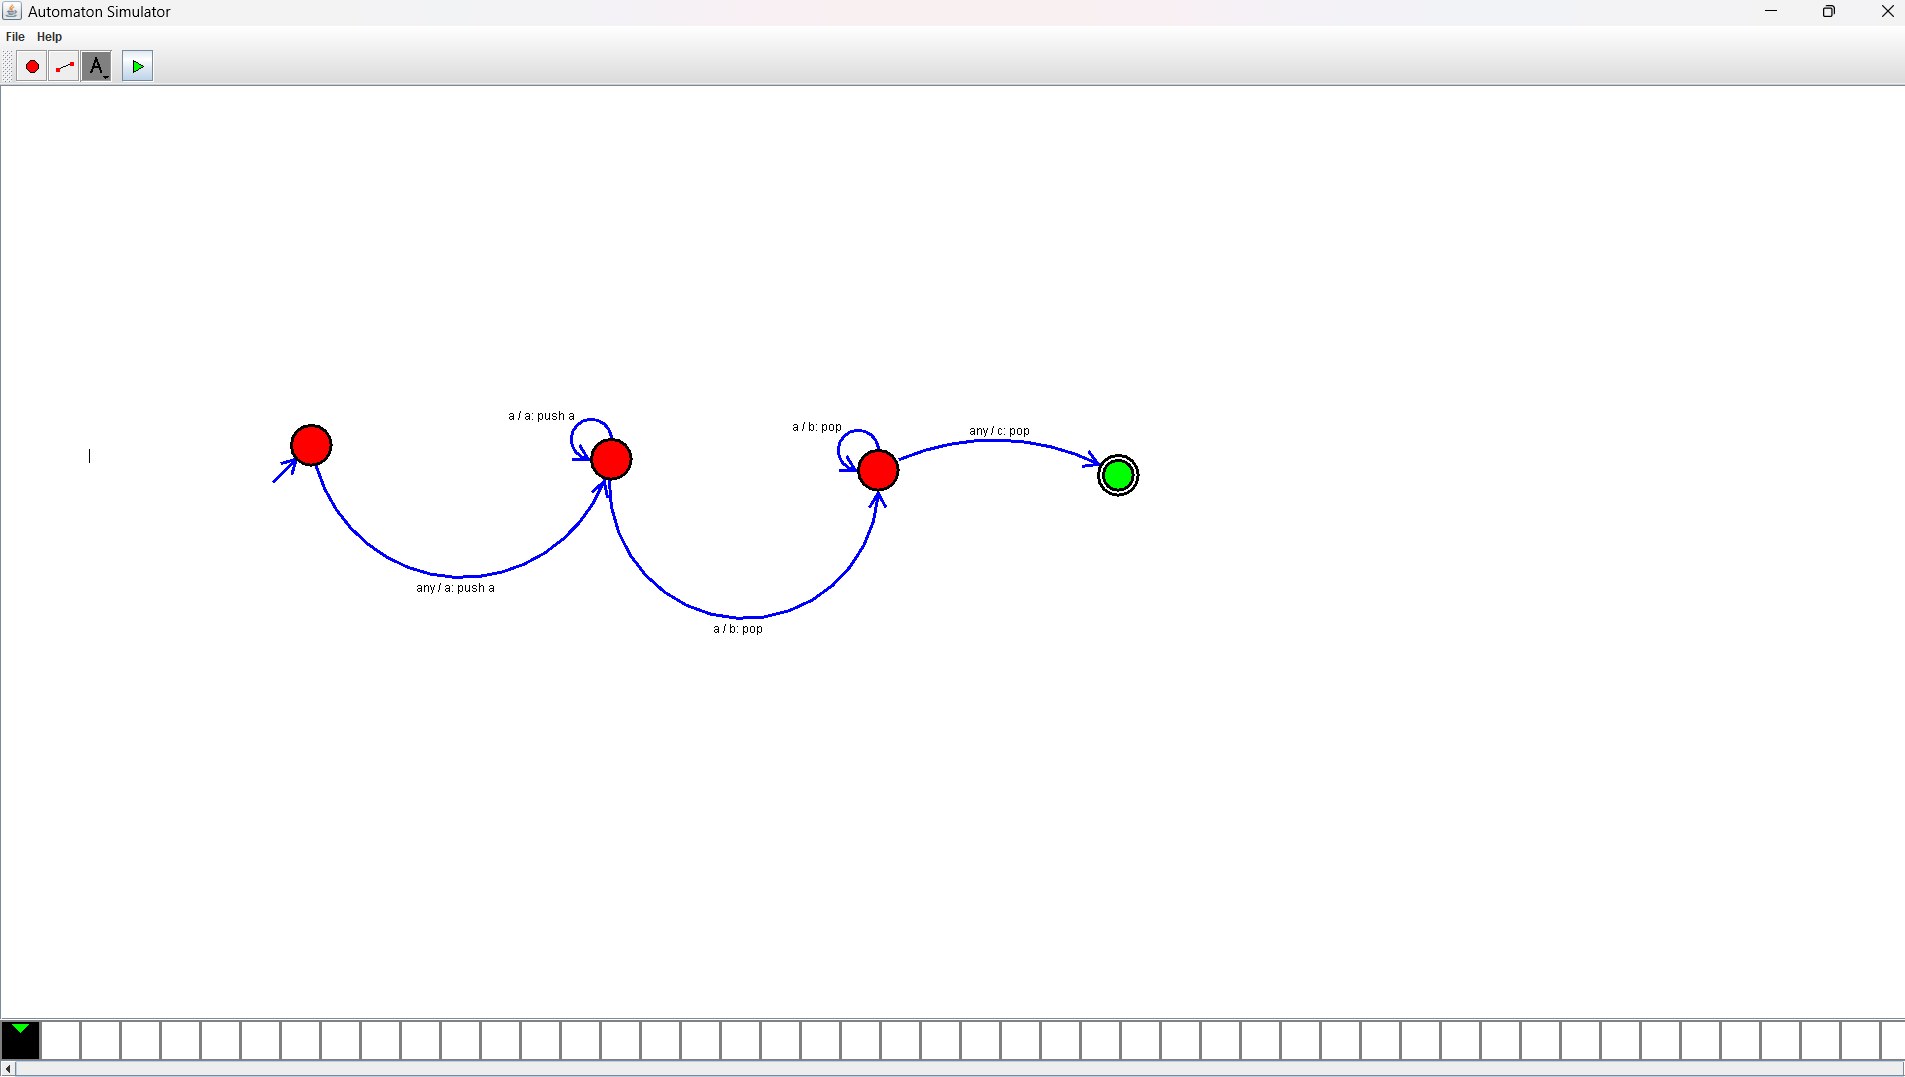 Automaton Simulator
File Help
A
a / a: push a
a / b: pop
any / c: pop
any / a: push a
a / b: pop